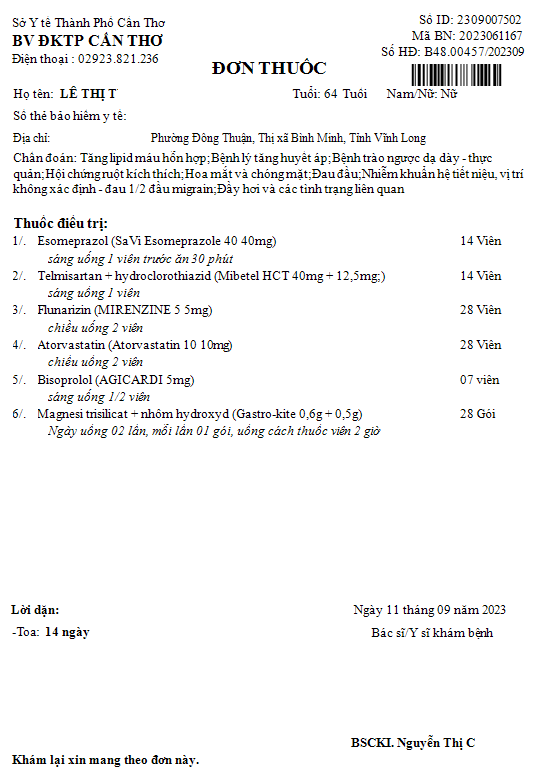 Sở Y tế Thành Phố Cần Thơ
BV ĐKTP CẦN THƠ
Điện thoại : 02923.821.236
Số ID: 2309007502
Mã BN: 2023061167
Số HĐ: B48.00457/202309
ĐƠN THUỐC
Họ tên: LÊ THỊ T Tuổi: 64 Tuổi Nam/Nữ: Nữ
Số thẻ bảo hiểm y tế:
Địa chỉ: Phường Đông Thuận, Thị xã Bình Minh, Tỉnh Vĩnh Long
Chẩn đoán: Tăng lipid máu hỗn hợp;Bệnh lý tăng huyết áp;Bệnh trào ngược dạ dày - thực
quản;Hội chứng ruột kích thích;Hoa mắt và chóng mặt;Đau đầu;Nhiễm khuẩn hệ tiết niệu, vị trí
không xác định - đau 1/2 đầu migrain;Đầy hơi và các tình trạng liên quan
Thuốc điều trị:
1/. Esomeprazol (SaVi Esomeprazole 40 40mg) 14 Viên
sáng uống 1 viên trước ăn 30 phút
2/. Telmisartan + hydroclorothiazid (Mibetel HCT 40mg + 12,5mg;) 14 Viên
sáng uống 1 viên
3/. Flunarizin (MIRENZINE 5 5mg) 28 Viên
chiều uống 2 viên
4/. Atorvastatin (Atorvastatin 10 10mg) 28 Viên
chiều uống 2 viên
5/. Bisoprolol (AGICARDI 5mg) 07 viên
sáng uống 1/2 viên
6/. Magnesi trisilicat + nhôm hydroxyd (Gastro-kite 0,6g + 0,5g) 28 Gói
Ngày uống 02 lần, mỗi lần 01 gói, uống cách thuốc viên 2 giờ
Lời dặn: Ngày 11 tháng 09 năm 2023
-Toa: 14 ngày Bác sĩ/Y sĩ khám bệnh
BSCKI. Nguyễn Thị C
Khám lại xin mang theo đơn này.